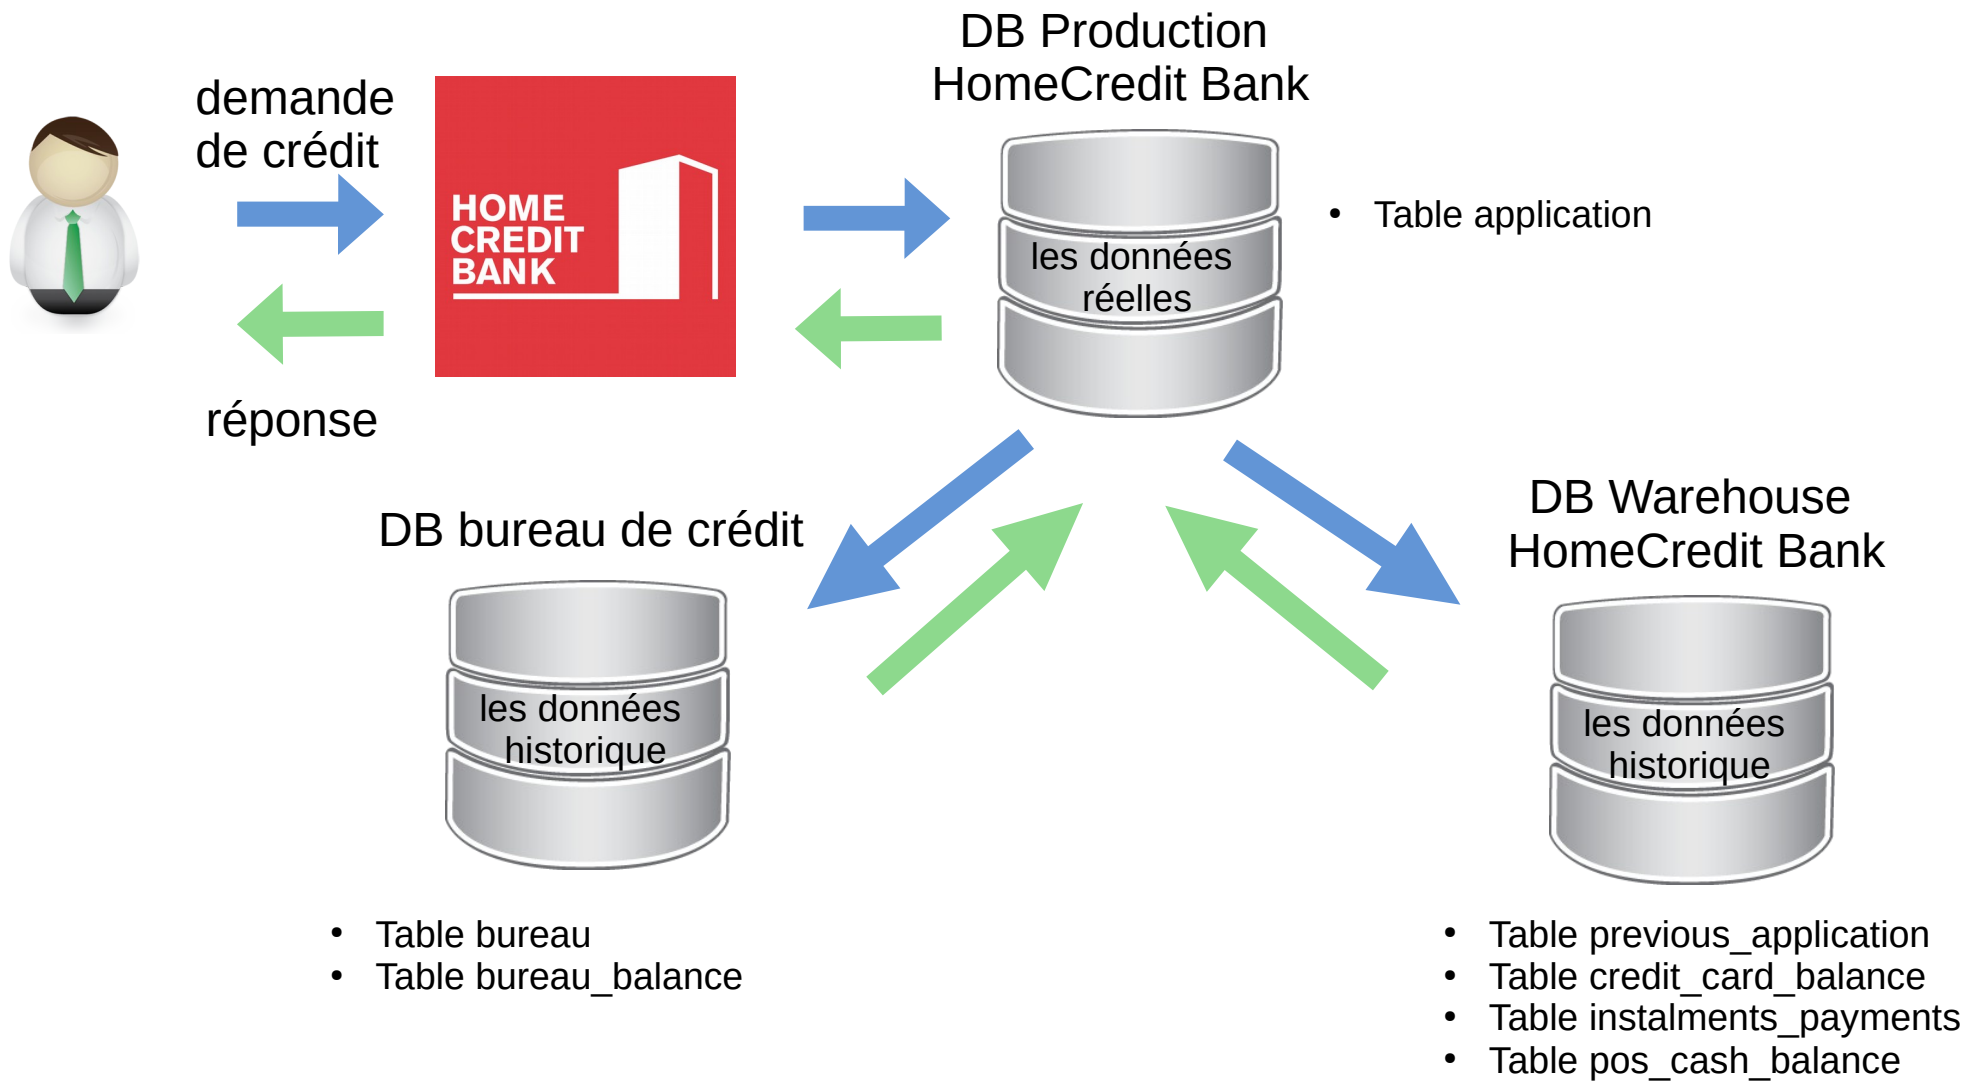 DB Production
HomeCredit Bank
demande
de crédit
HOME
CREDIT
BANK
les données
réelles
• Table application
réponse
DB bureau de crédit
DB Warehouse
HomeCredit Bank
les données
historique
les données
historique
• Table bureau
• Table bureau_balance
• Table previous_application
• Table credit_card_balance
• Table instalments_payments
• Table pos_cash_balance